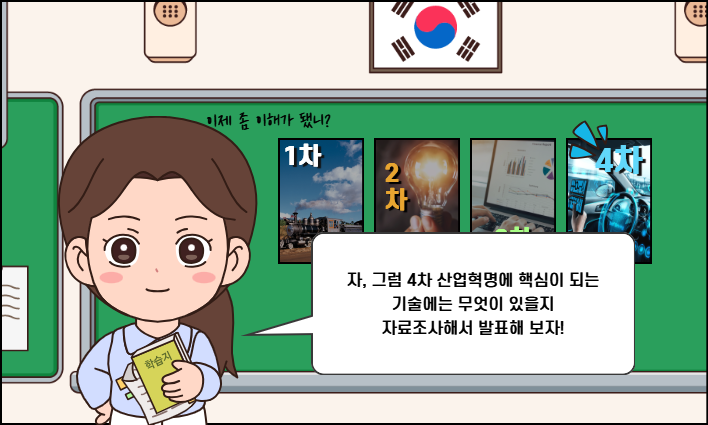 이제 좀 이해가 됐니?
1차
2
차
4차
자, 그럼 4차 산업혁명에 핵심이 되는
기술에는 무엇이 있을지
자료조사해서 발표해 보자!
학습지